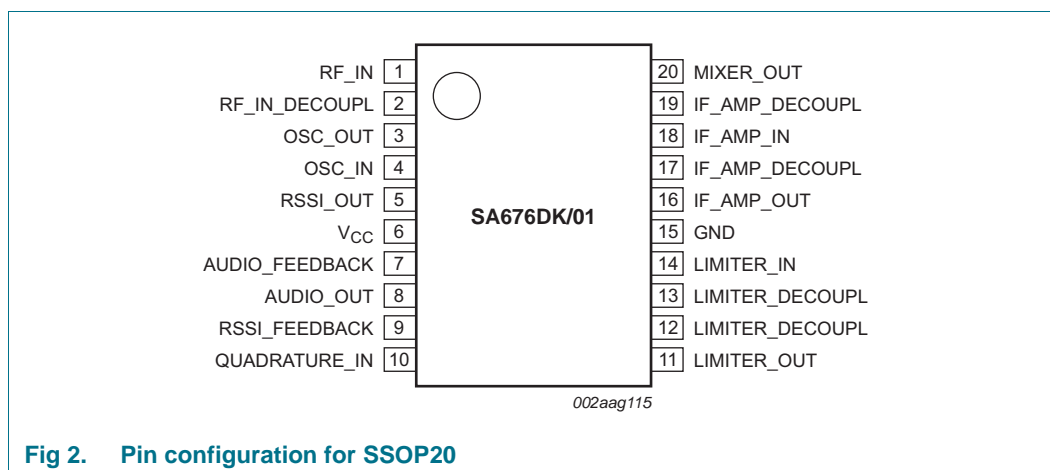 RF_IN 1
RF_IN_DECOUPL 2
OSC_OUT 3
OSC_IN 4
RSSI_OUT 5
VCC 6
AUDIO_FEEDBACK 7
AUDIO_OUT 8
RSSI_FEEDBACK 9
QUADRATURE_IN 10
SA676DK/01
20 MIXER_OUT
19 IF_AMP_DECOUPL
18 IF_AMP_IN
17 IF_AMP_DECOUPL
16 IF_AMP_OUT
15 GND
14 LIMITER_IN
13 LIMITER_DECOUPL
12 LIMITER_DECOUPL
11 LIMITER_OUT
002aag115
Fig 2. Pin configuration for SSOP20